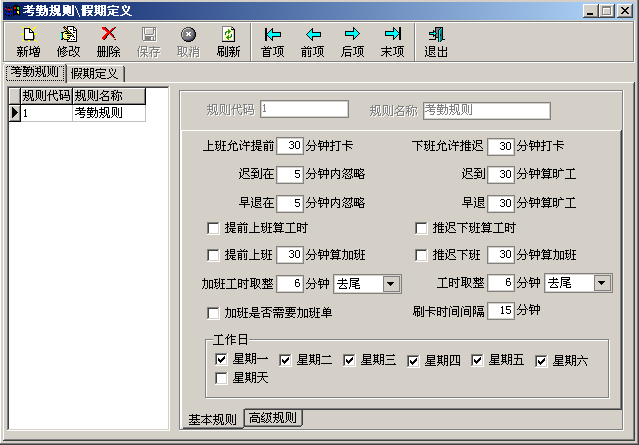 考勤规则\假期定义
新增 修改 删除 保存 取消 刷新 首项 前项 后项 末项 退出
考勤规则 假期定义
规则代码 规则名称
1 考勤规则
规则代码 1 规则名称 考勤规则
上班允许提前 30 分钟打卡 下班允许推迟 30 分钟打卡
迟到在 5 分钟内忽略 迟到 30 分钟算旷工
早退在 5 分钟内忽略 早退 30 分钟算旷工
提前上班算工时 推迟下班算工时
提前上班 30 分钟算加班 推迟下班 30 分钟算加班
加班工时取整 6 分钟 去尾 工时取整 6 分钟 去尾
加班是否需要加班单 刷卡时间间隔 15 分钟
工作日
星期一 星期二 星期三 星期四 星期五 星期六
星期天
基本规则 高级规则